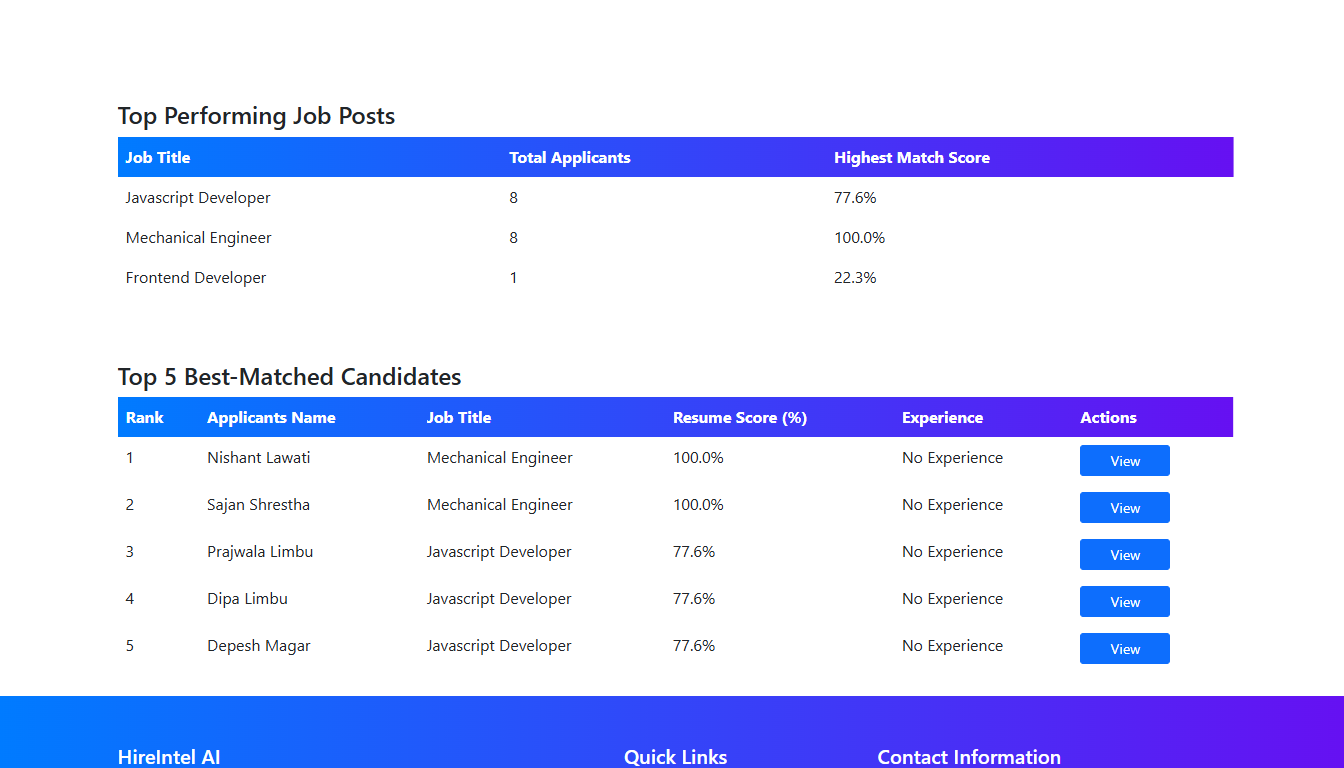 Top Performing Job Posts
Job Title Total Applicants Highest Match Score
Javascript Developer 8 77.6%
Mechanical Engineer 8 100.0%
Frontend Developer 1 22.3%
Top 5 Best-Matched Candidates
Rank Applicants Name Job Title Resume Score (%) Experience Actions
1 Nishant Lawati Mechanical Engineer 100.0% No Experience View
2 Sajan Shrestha Mechanical Engineer 100.0% No Experience View
3 Prajwala Limbu Javascript Developer 77.6% No Experience View
4 Dipa Limbu Javascript Developer 77.6% No Experience View
5 Depesh Magar Javascript Developer 77.6% No Experience View
HireIntel AI Quick Links Contact Information